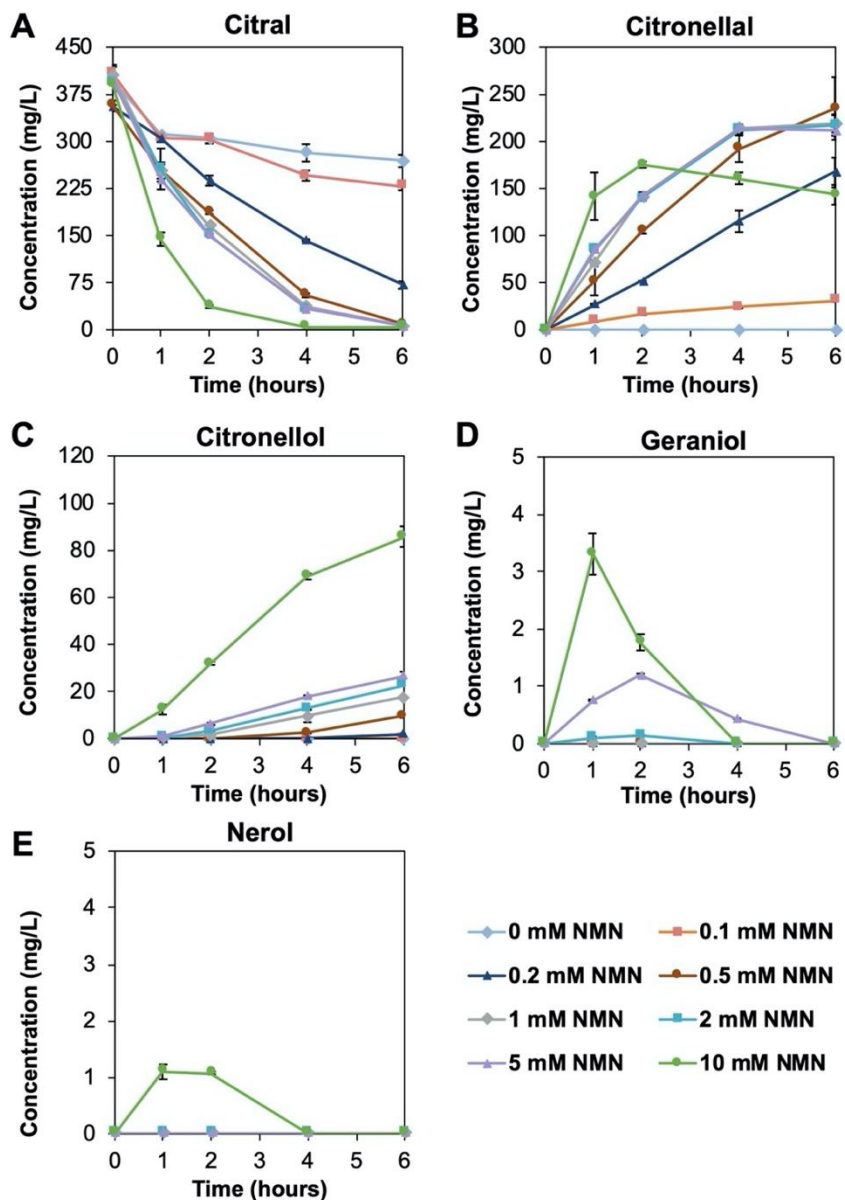 A
Citral
Concentration (mg/L)
450
375
300
225
150
75
0
0 1 2 3 4 5 6
Time (hours)
B
Citronellal
Concentration (mg/L)
300
250
200
150
100
50
0
0 1 2 3 4 5 6
Time (hours)
C
Citronellol
Concentration (mg/L)
120
100
80
60
40
20
0
0 1 2 3 4 5 6
Time (hours)
D
Geraniol
Concentration (mg/L)
5
4
3
2
1
0
0 1 2 3 4 5 6
Time (hours)
E
Nerol
Concentration (mg/L)
5
4
3
2
1
0
0 1 2 3 4 5 6
Time (hours)
0 mM NMN 0.1 mM NMN
0.2 mM NMN 0.5 mM NMN
1 mM NMN 2 mM NMN
5 mM NMN 10 mM NMN